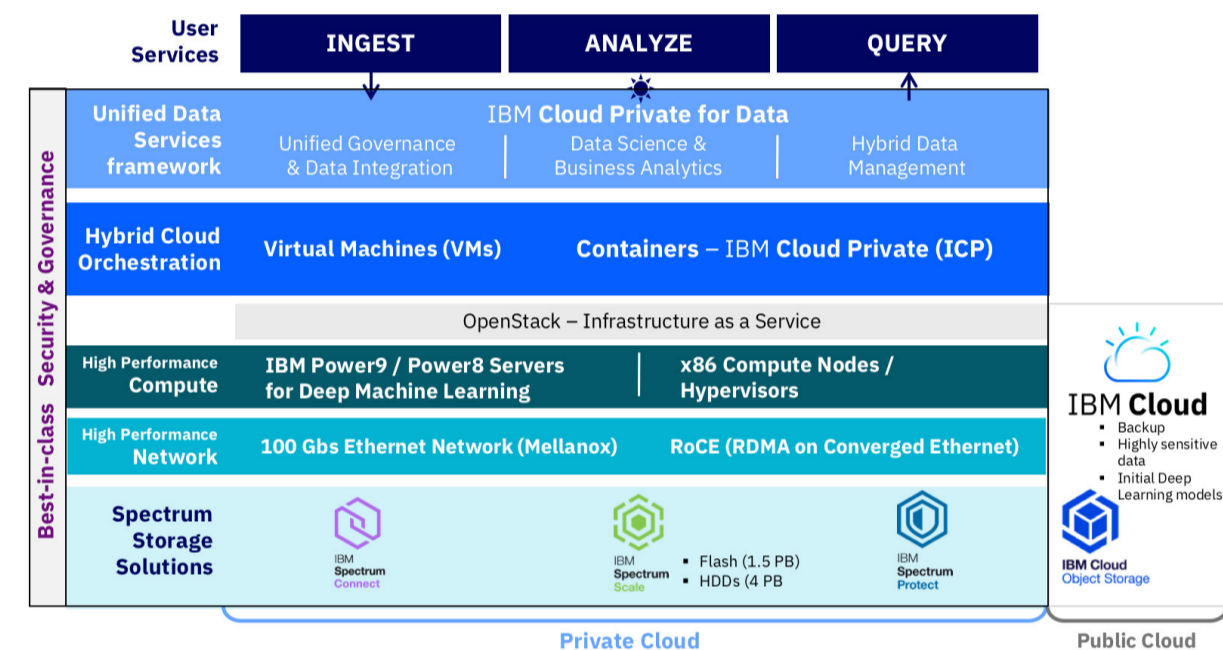 User
Services
INGEST
ANALYZE
QUERY
Best-in-class Security & Governance
Unified Data
Services
framework
IBM Cloud Private for Data
Unified Governance
& Data Integration
Data Science &
Business Analytics
Hybrid Data
Management
Hybrid Cloud
Orchestration
Virtual Machines (VMs)
Containers – IBM Cloud Private (ICP)
OpenStack – Infrastructure as a Service
High Performance
Compute
IBM Power9 / Power8 Servers
for Deep Machine Learning
x86 Compute Nodes /
Hypervisors
High Performance
Network
100 Gbs Ethernet Network (Mellanox)
RoCE (RDMA on Converged Ethernet)
Spectrum
Storage
Solutions
IBM
Spectrum
Connect
IBM
Spectrum
Scale
▪ Flash (1.5 PB)
▪ HDDs (4 PB
IBM
Spectrum
Protect
IBM Cloud
▪ Backup
▪ Highly sensitive
data
▪ Initial Deep
Learning models
IBM Cloud
Object Storage
Private Cloud
Public Cloud